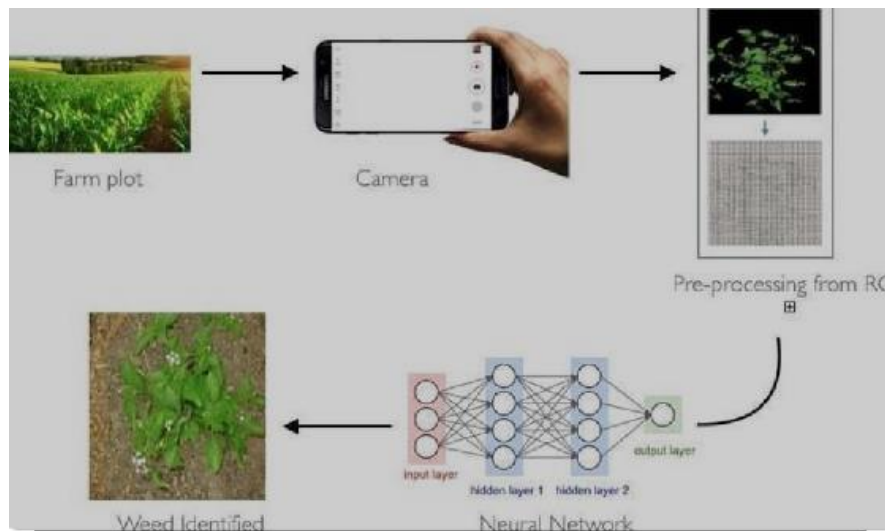 Farm plot
Camera
Pre-processing from
input layer
hidden layer 1
hidden layer 2
output layer
Weed Identified
Neural Network